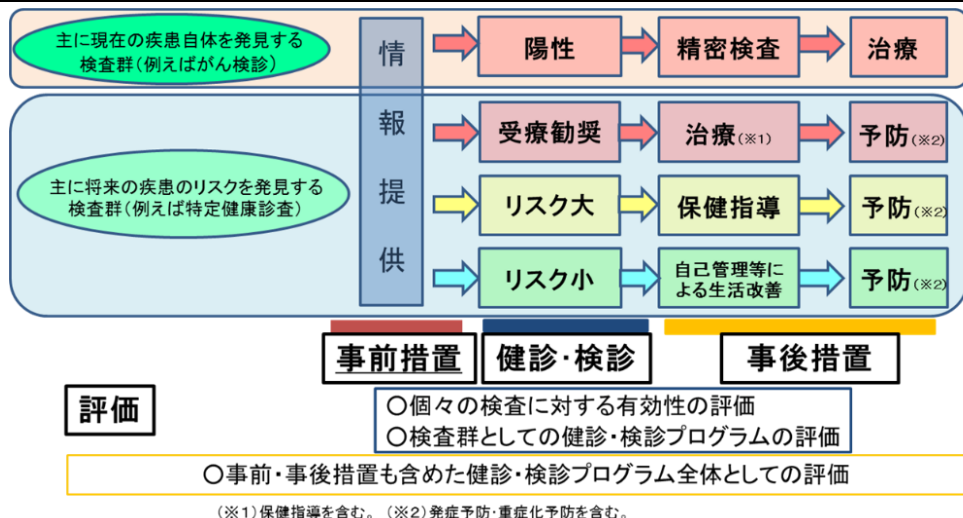 主に現在の疾患自体を発見する
検査群(例えばがん検診)
情報提供
陽性
精密検査
治療
主に将来の疾患のリスクを発見する
検査群(例えば特定健康診査)
受療勧奨
治療(※1)
予防(※2)
リスク大
保健指導
予防(※2)
リスク小
自己管理等に
よる生活改善
予防(※2)
事前措置
健診・検診
事後措置
評価
○個々の検査に対する有効性の評価
○検査群としての健診・検診プログラムの評価
○事前・事後措置も含めた健診・検診プログラム全体としての評価
(※1)保健指導を含む。 (※2)発症予防・重症化予防を含む。